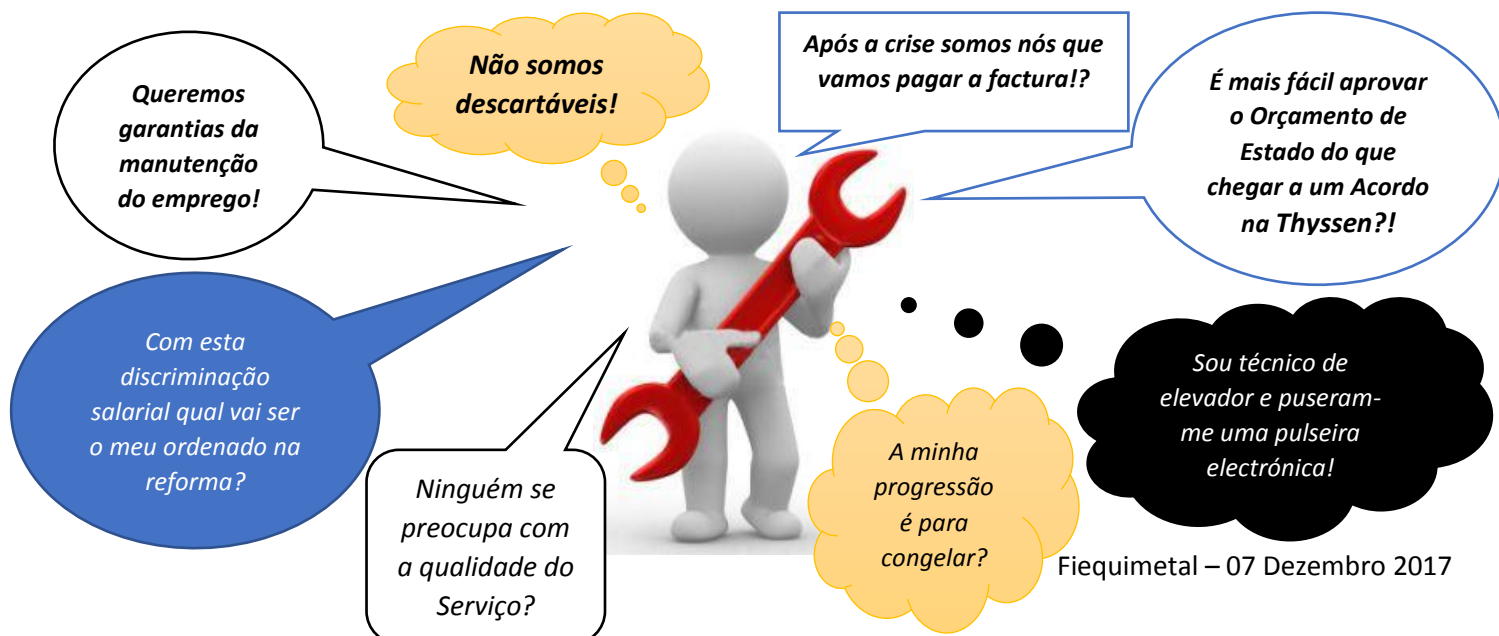 Queremos
garantias da
manutenção
do emprego!
Não somos
descartáveis!
Após a crise somos nós que
vamos pagar a factura!?
É mais fácil aprovar
o Orçamento de
Estado do que
chegar a um Acordo
na Thyssen?!
Com esta
discriminação
salarial qual vai ser
o meu ordenado na
reforma?
Ninguém se
preocupa com
a qualidade do
Serviço?
A minha
progressão
é para
congelar?
Sou técnico de
elevador e puseram-
me uma pulseira
electrónica!
Fiequimetal – 07 Dezembro 2017